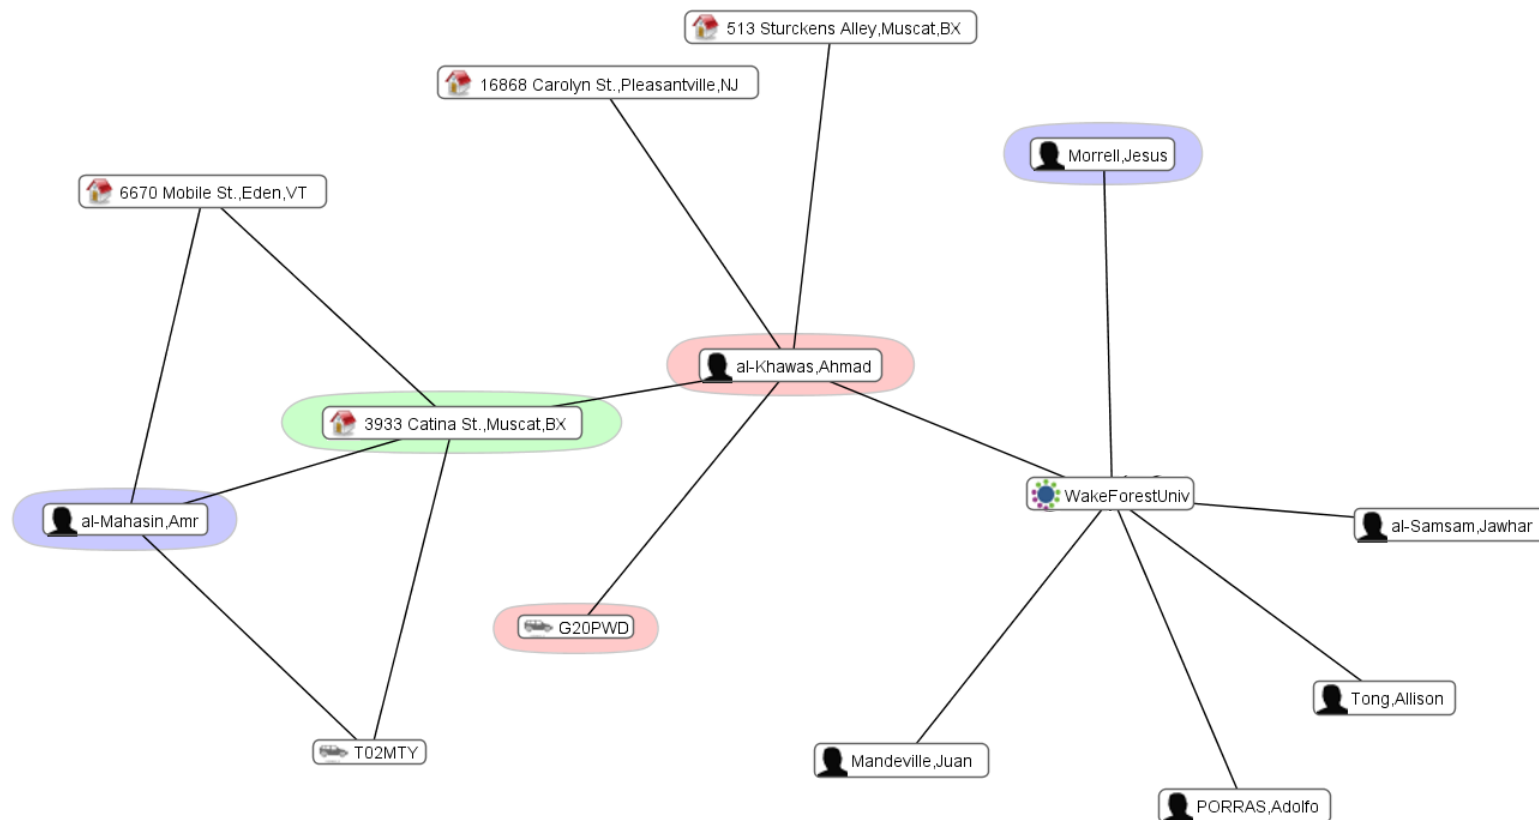 513 Sturckens Alley,Muscat,BX
16868 Carolyn St.,Pleasantville,NJ
Morrell,Jesus
6670 Mobile St.,Eden,VT
al-Khawas,Ahmad
3933 Catina St.,Muscat,BX
WakeForestUniv
al-Mahasin,Amr
al-Samsam,Jawhar
G20PWD
Tong,Allison
T02MTY
Mandeville,Juan
PORRAS,Adolfo